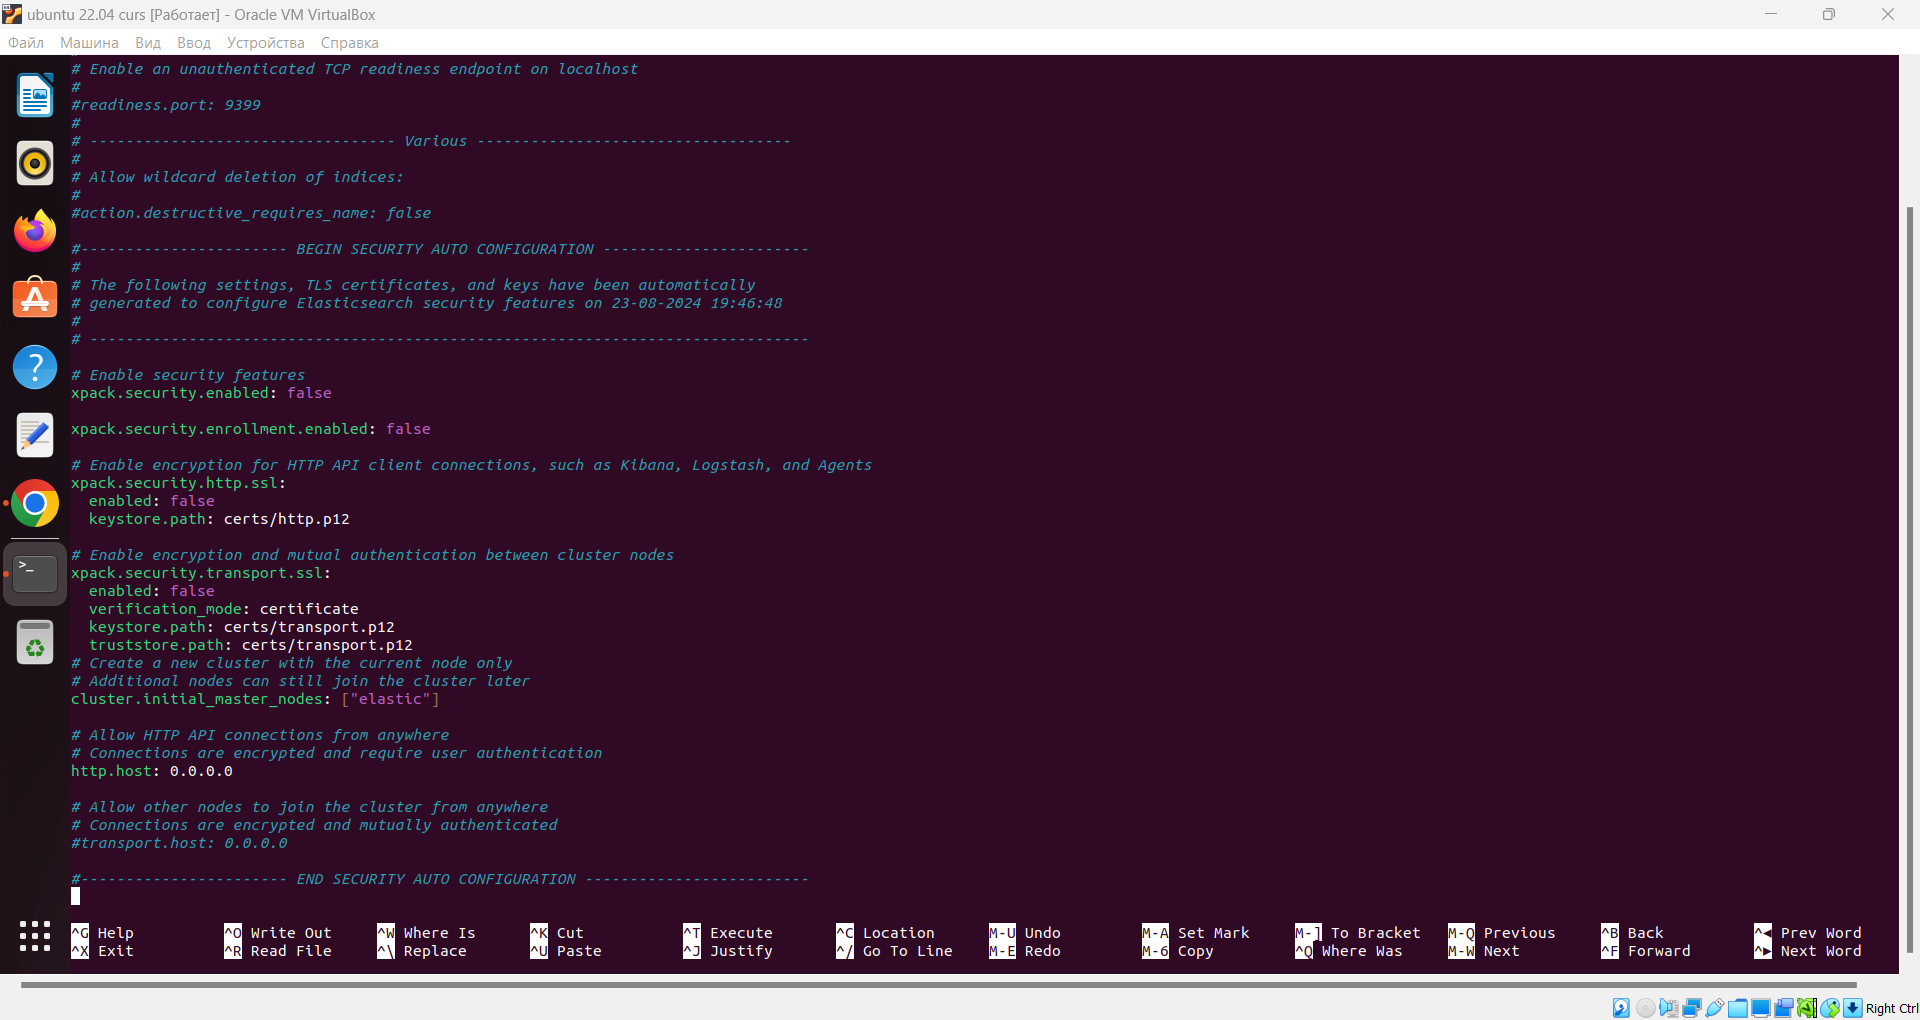 ubuntu 22.04 curs [Работает] - Oracle VM VirtualBox
Файл Машина Вид Ввод Устройства Справка
# Enable an unauthenticated TCP readiness endpoint on localhost
#
#readiness.port: 9399
#
# ---------------------------------- Various -----------------------------------
#
# Allow wildcard deletion of indices:
#
#action.destructive_requires_name: false
#----------------------- BEGIN SECURITY AUTO CONFIGURATION -----------------------
#
# The following settings, TLS certificates, and keys have been automatically
# generated to configure Elasticsearch security features on 23-08-2024 19:46:48
#
# --------------------------------------------------------------------------------
# Enable security features
xpack.security.enabled: false
xpack.security.enrollment.enabled: false
# Enable encryption for HTTP API client connections, such as Kibana, Logstash, and Agents
xpack.security.http.ssl:
  enabled: false
  keystore.path: certs/http.p12
# Enable encryption and mutual authentication between cluster nodes
xpack.security.transport.ssl:
  enabled: false
  verification_mode: certificate
  keystore.path: certs/transport.p12
  truststore.path: certs/transport.p12
# Create a new cluster with the current node only
# Additional nodes can still join the cluster later
cluster.initial_master_nodes: ["elastic"]
# Allow HTTP API connections from anywhere
# Connections are encrypted and require user authentication
http.host: 0.0.0.0
# Allow other nodes to join the cluster from anywhere
# Connections are encrypted and mutually authenticated
#transport.host: 0.0.0.0
#----------------------- END SECURITY AUTO CONFIGURATION -------------------------
^G Help ^O Write Out ^W Where Is ^K Cut ^T Execute ^C Location M-U Undo M-A Set Mark M-] To Bracket M-Q Previous ^B Back ^◂ Prev Word
^X Exit ^R Read File ^\ Replace ^U Paste ^J Justify ^/ Go To Line M-E Redo M-6 Copy ^Q Where Was M-W Next ^F Forward ^▸ Next Word
Right Ctrl